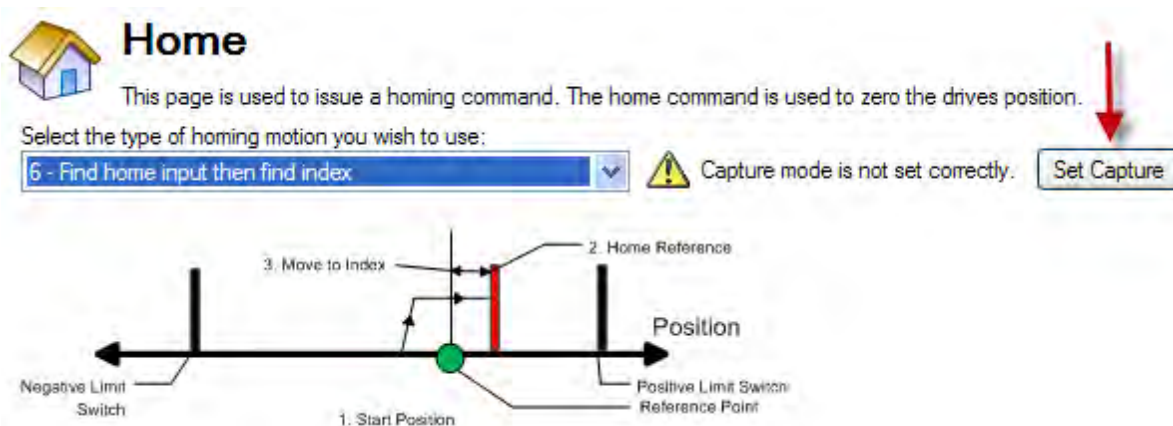 Home
This page is used to issue a homing command. The home command is used to zero the drives position.
Select the type of homing motion you wish to use:
6 - Find home input then find index
Capture mode is not set correctly.
Set Capture
2. Home Reference
3. Move to Index
Position
Negative Limit
Switch
Positive Limit Switch
Reference Point
1. Start Position